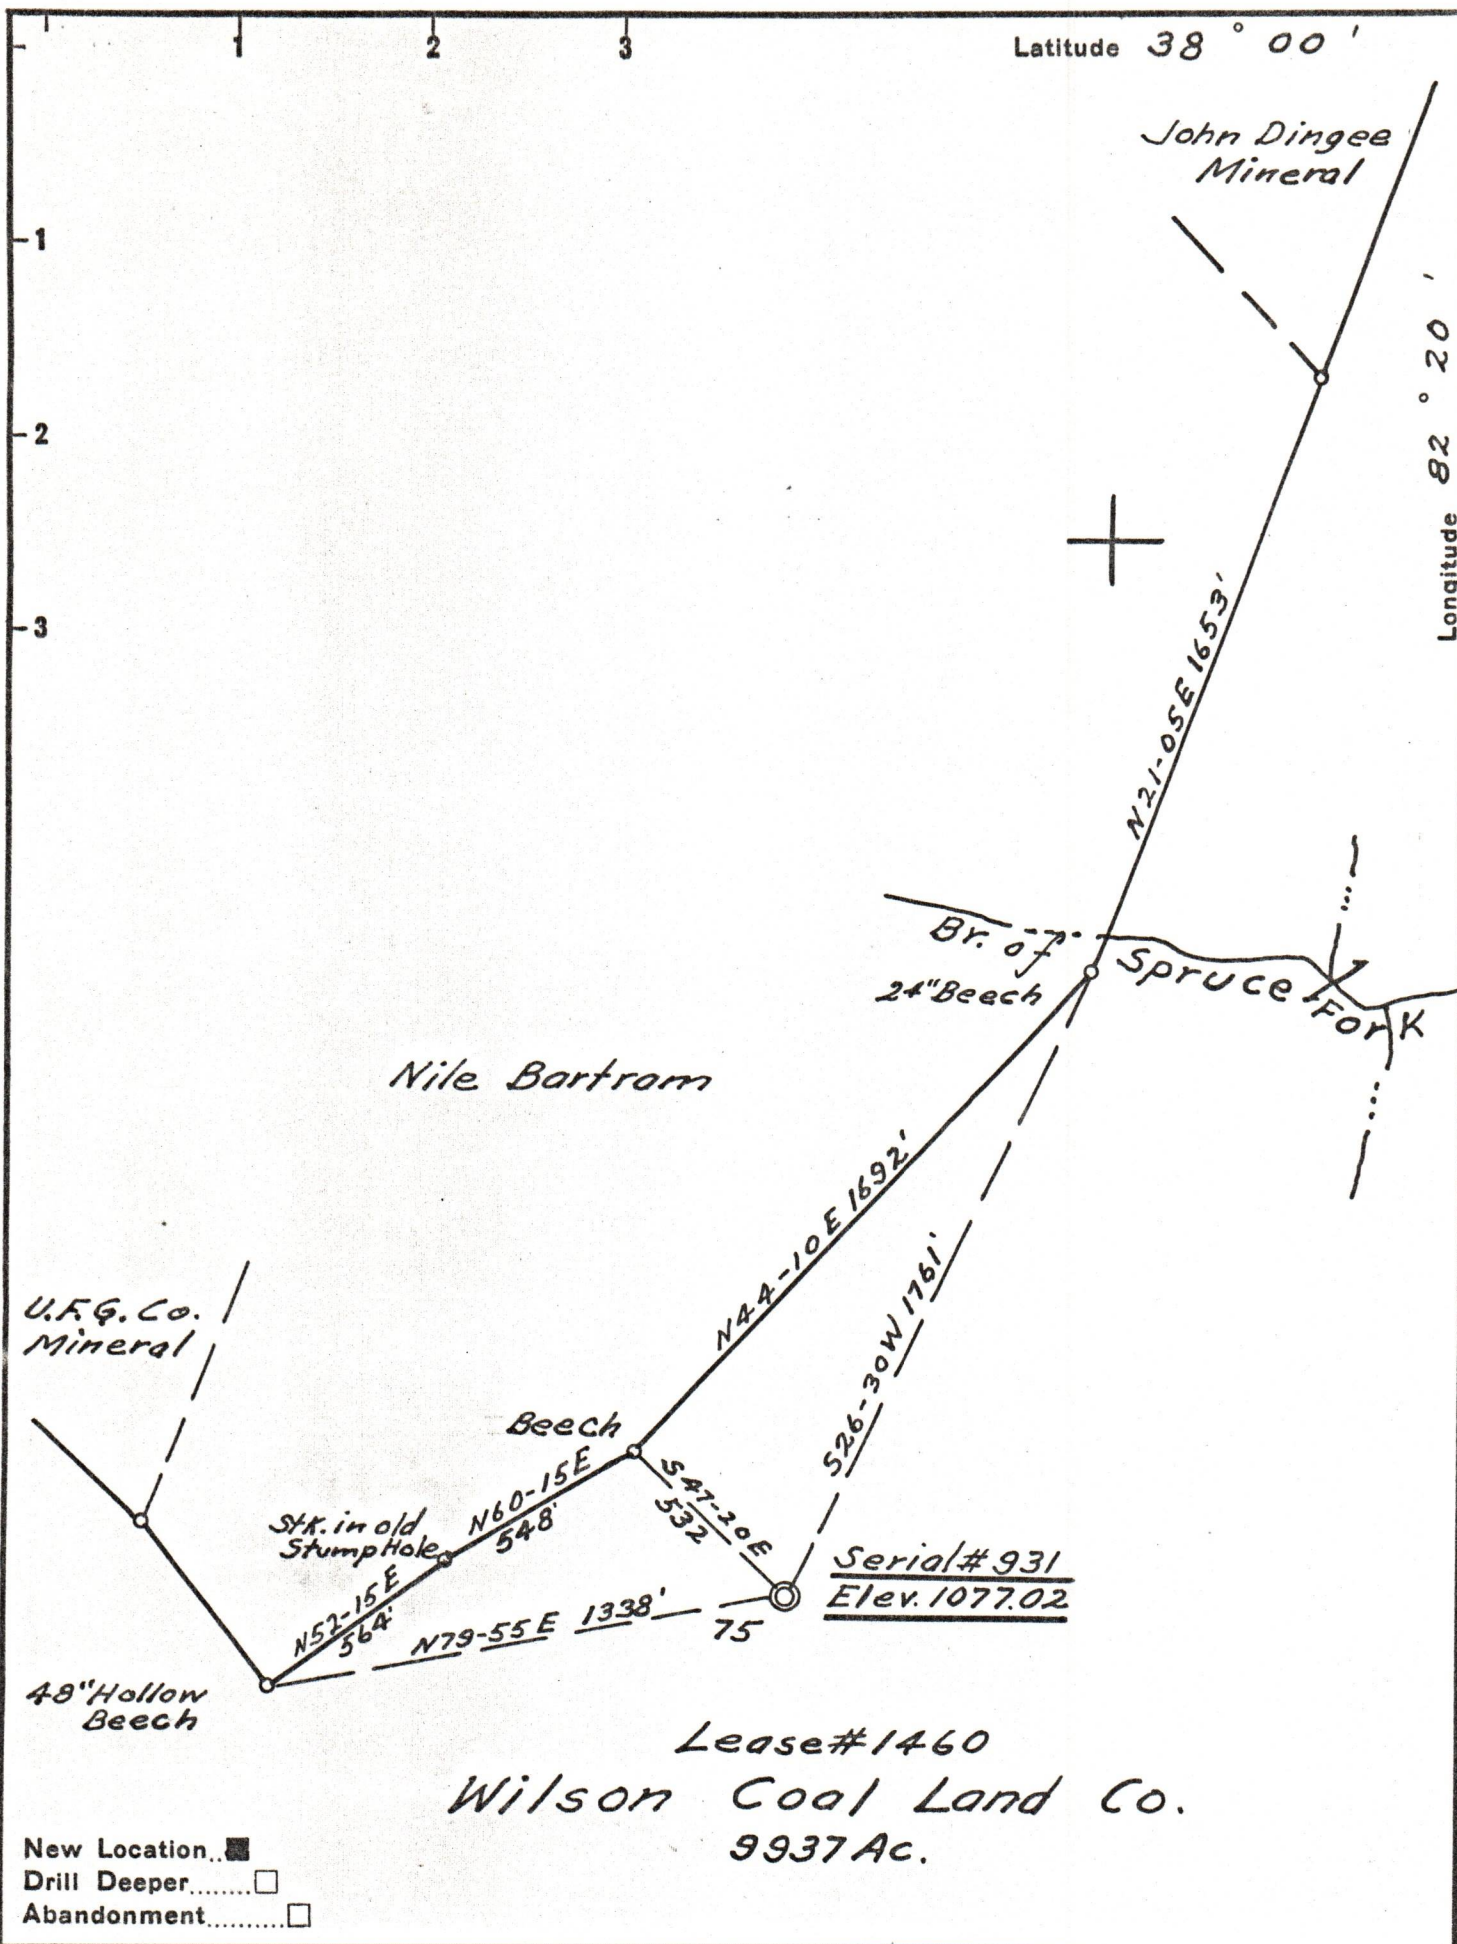 1 2 3
Latitude 38° 00'
John Dingee
Mineral
1
2
3
Longitude 82° 20'
N21-05E 1653'
Br. of Spruce Fork
24" Beech
Nile Bartram
N44-10E 1692'
S26-30W 1761'
U.F.G. Co.
Mineral
Beech
S47-20E
532
N60-15E
548'
Stk. in old
Stump Hole
N52-15E
564'
N79-55E 1338'
75
Serial # 931
Elev. 1077.02
48" Hollow
Beech
Lease # 1460
Wilson Coal Land Co.
9937 Ac.
New Location..■
Drill Deeper........□
Abandonment..........□